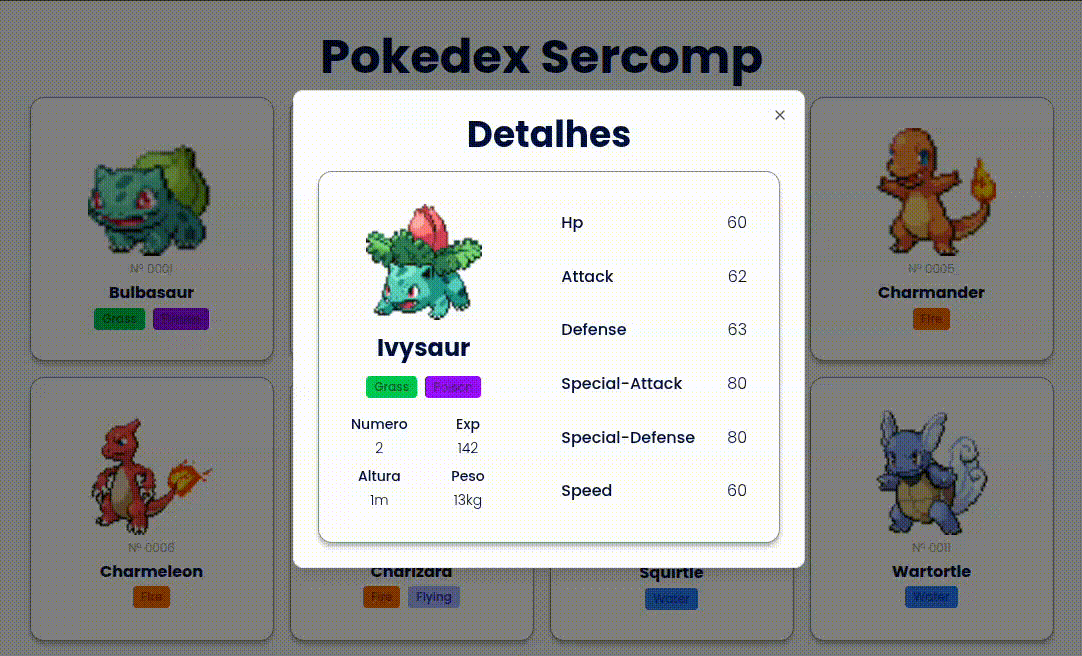 Pokedex Sercomp
Detalhes
×
Ivysaur
Grass Poison
Numero Exp
2 142
Altura Peso
1m 13kg
Hp 60
Attack 62
Defense 63
Special-Attack 80
Special-Defense 80
Speed 60
Nº 0001
Bulbasaur
Grass Poison
Nº 0005
Charmander
Fire
Nº 0006
Charmeleon
Fire
Charizard
Fire Flying
Squirtle
Water
Nº 0011
Wartortle
Water